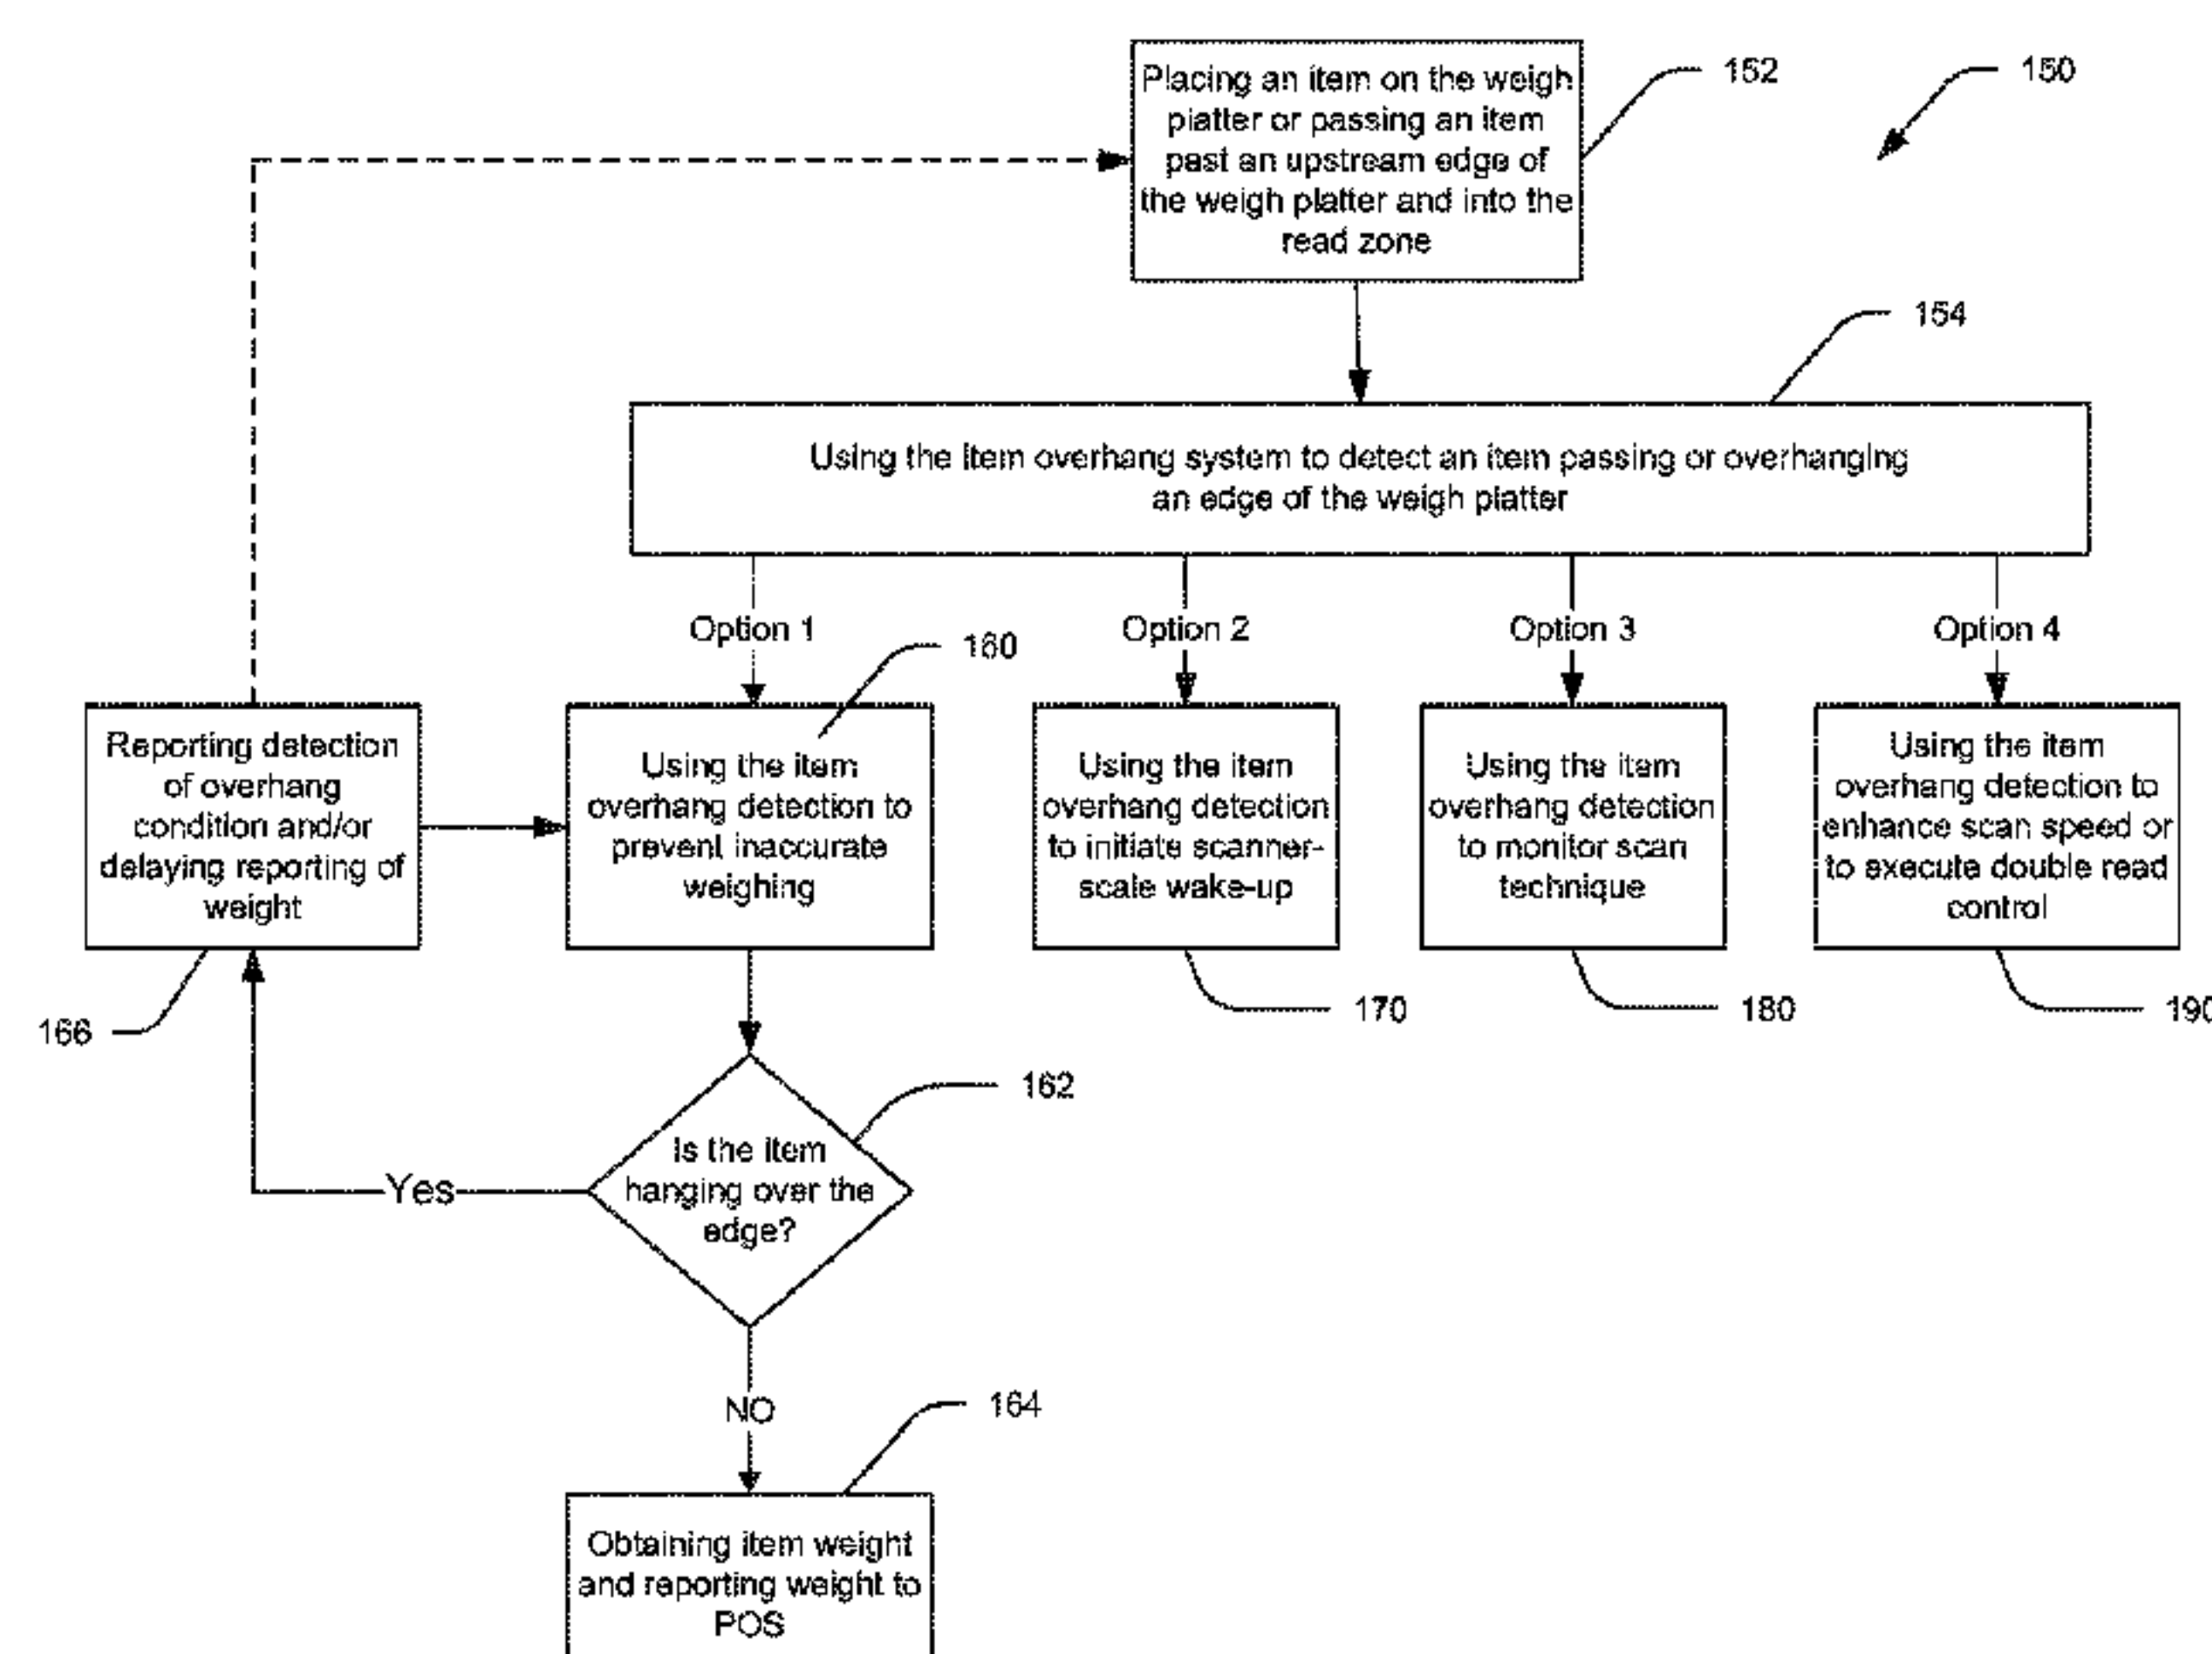 Placing an item on the weigh
platter or passing an item
past an upstream edge of
the weigh platter and into the
read zone
152
150
154
Using the item overhang system to detect an item passing or overhanging
an edge of the weigh platter
Option 1
Option 2
Option 3
Option 4
160
Reporting detection
of overhang
condition and/or
delaying reporting of
weight
Using the item
overhang detection to
prevent inaccurate
weighing
Using the item
overhang detection
to initiate scanner-
scale wake-up
Using the item
overhang detection
to monitor scan
technique
Using the item
overhang detection to
enhance scan speed or
to execute double read
control
166
170
180
190
162
Is the item
hanging over the
edge?
Yes
NO
164
Obtaining item weight
and reporting weight to
POS